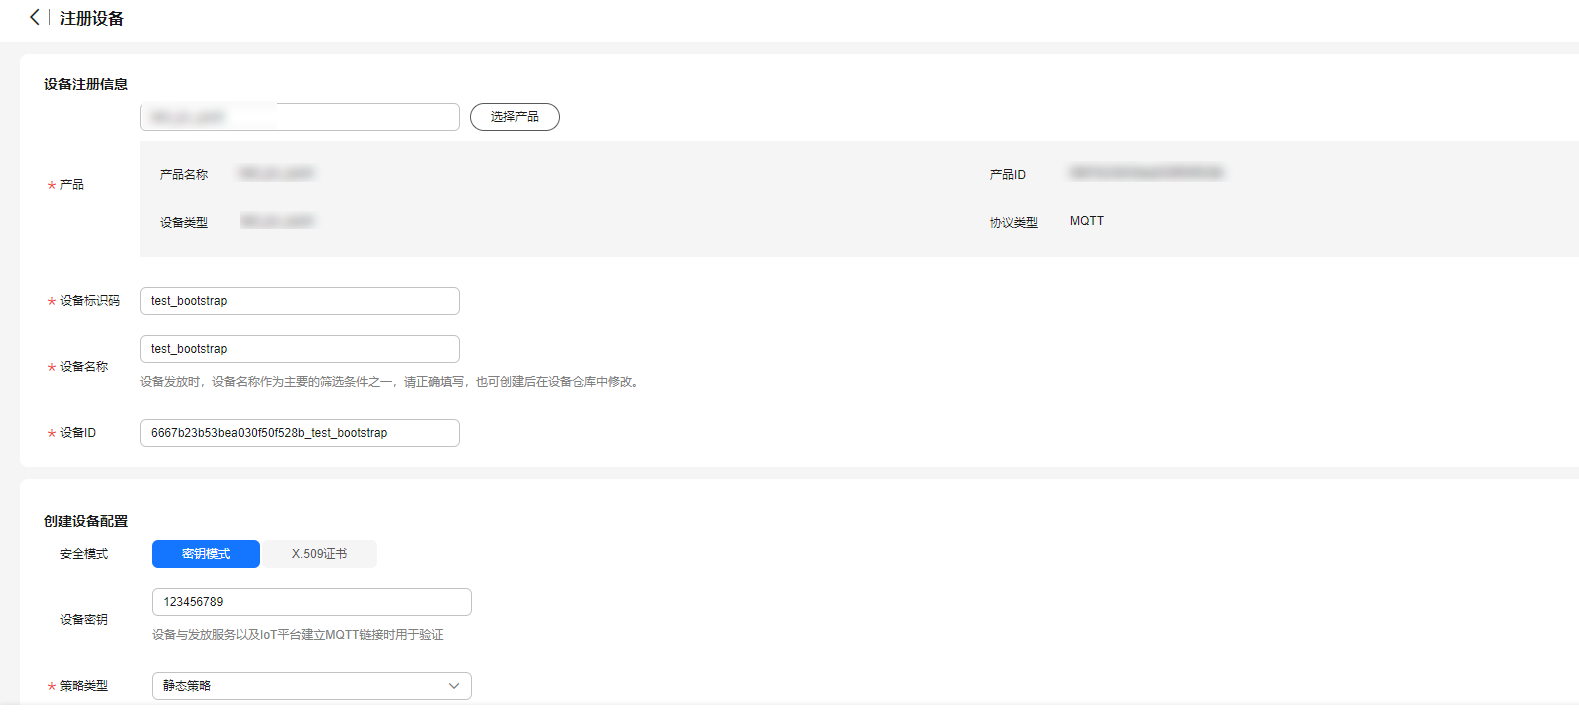 注册设备
设备注册信息
选择产品
* 产品
产品名称
产品ID
设备类型
协议类型 MQTT
* 设备标识码 test_bootstrap
* 设备名称 test_bootstrap
设备发放时，设备名称作为主要的筛选条件之一，请正确填写，也可创建后在设备仓库中修改。
* 设备ID 6667b23b53bea030f50f528b_test_bootstrap
创建设备配置
安全模式 密钥模式 X.509证书
设备密钥 123456789
设备与发放服务以及IoT平台建立MQTT链接时用于验证
* 策略类型 静态策略